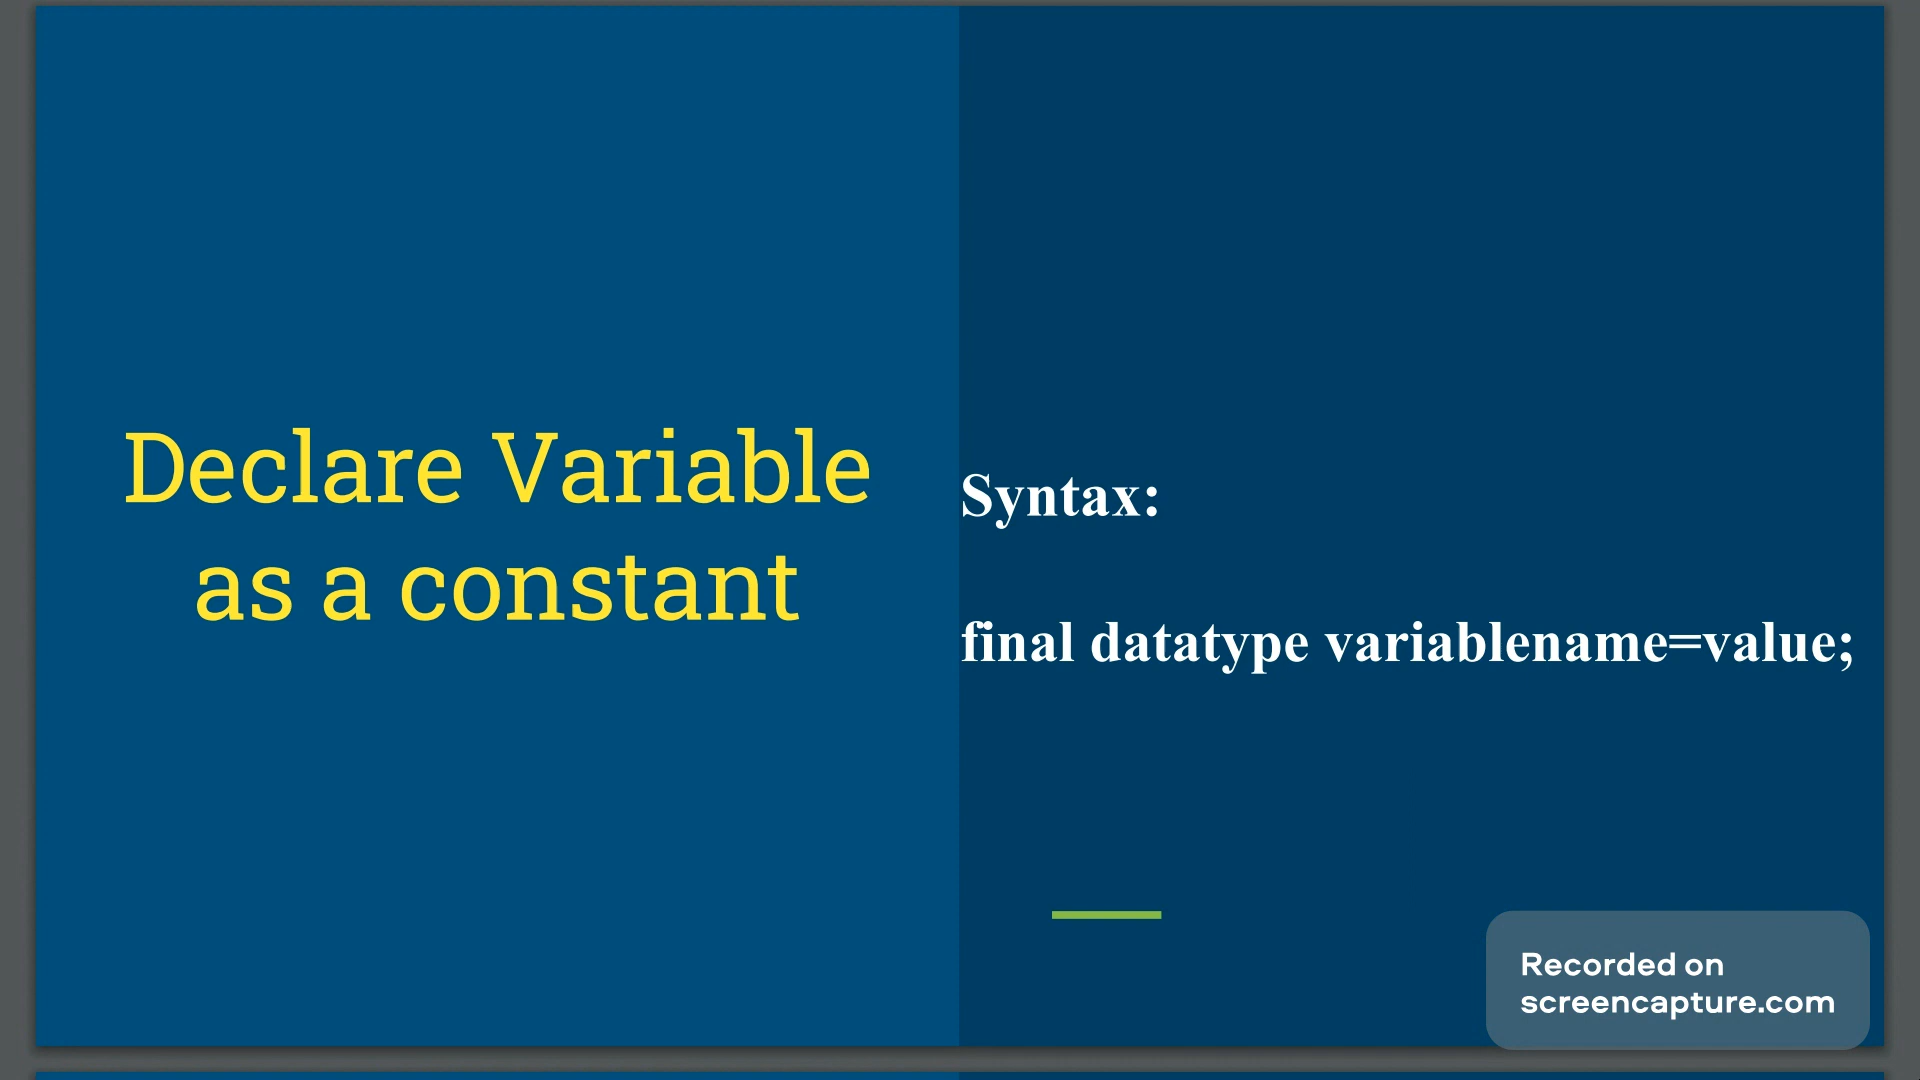 Declare Variable
as a constant
Syntax:
final datatype variablename=value;
Recorded on
screencapture.com